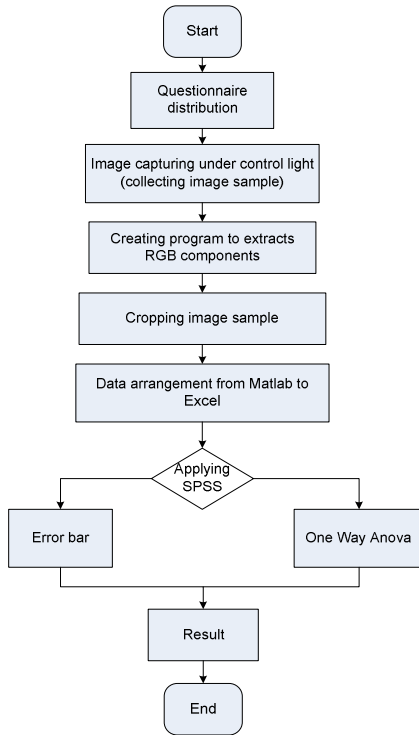 Start
Questionnaire
distribution
Image capturing under control light
(collecting image sample)
Creating program to extracts
RGB components
Cropping image sample
Data arrangement from Matlab to
Excel
Applying
SPSS
Error bar
One Way Anova
Result
End